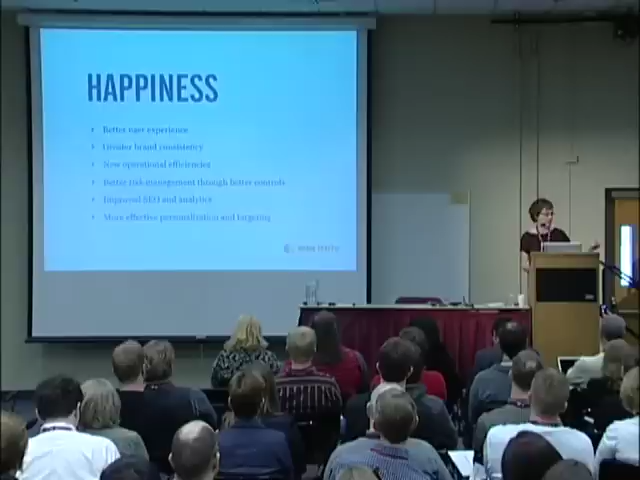 HAPPINESS
Better user experience
Greater brand consistency
New operational efficiencies
Better risk management through better controls
Improved SEO and analytics
More effective personalization and targeting